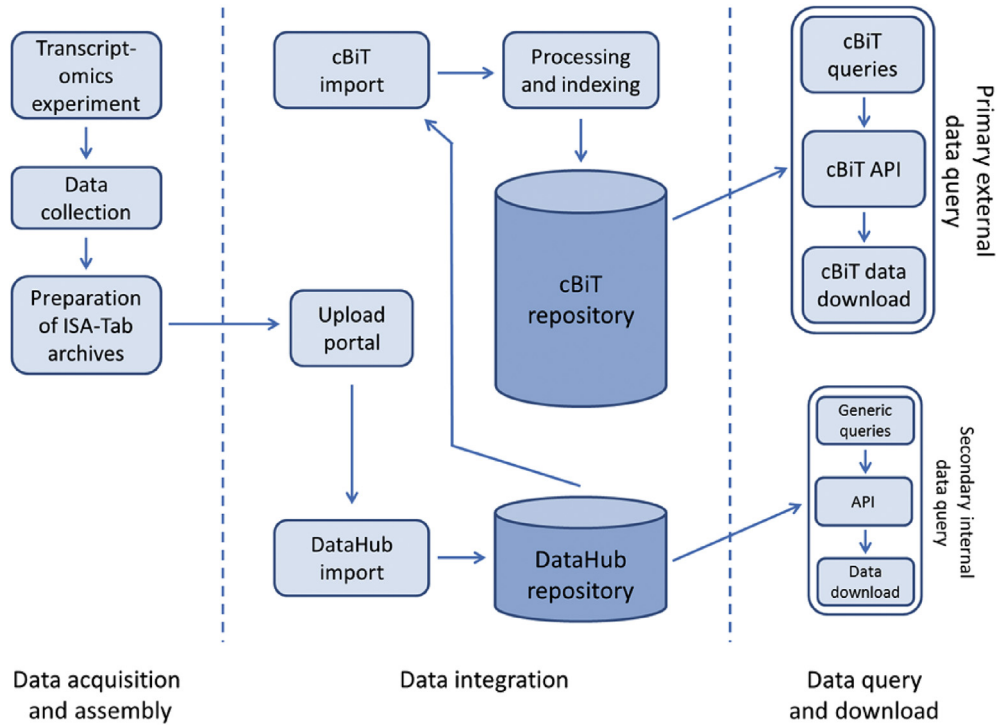 Transcript-
omics
experiment
Data
collection
Preparation
of ISA-Tab
archives
cBiT
import
Processing
and indexing
cBiT
repository
Upload
portal
DataHub
import
DataHub
repository
cBiT
queries
cBiT API
cBiT data
download
Primary external
data query
Generic
queries
API
Data
download
Secondary internal
data query
Data acquisition
and assembly
Data integration
Data query
and download